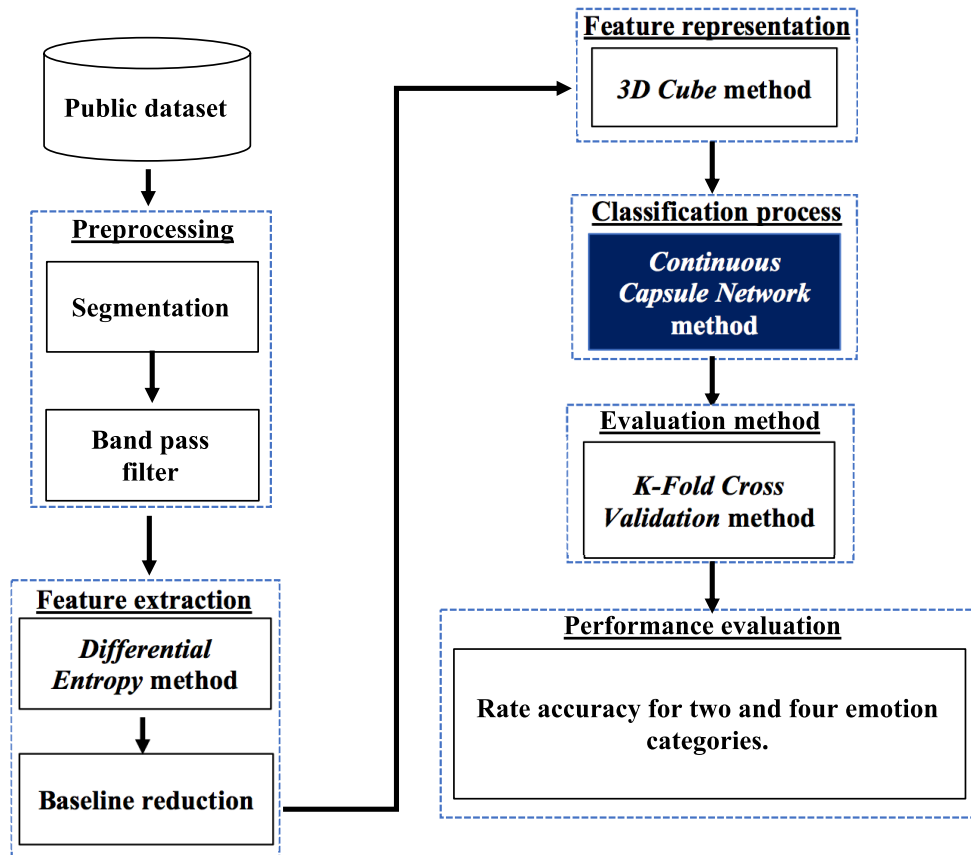 Public dataset
Preprocessing
Segmentation
Band pass
filter
Feature extraction
Differential
Entropy method
Baseline reduction
Feature representation
3D Cube method
Classification process
Continuous
Capsule Network
method
Evaluation method
K-Fold Cross
Validation method
Performance evaluation
Rate accuracy for two and four emotion
categories.